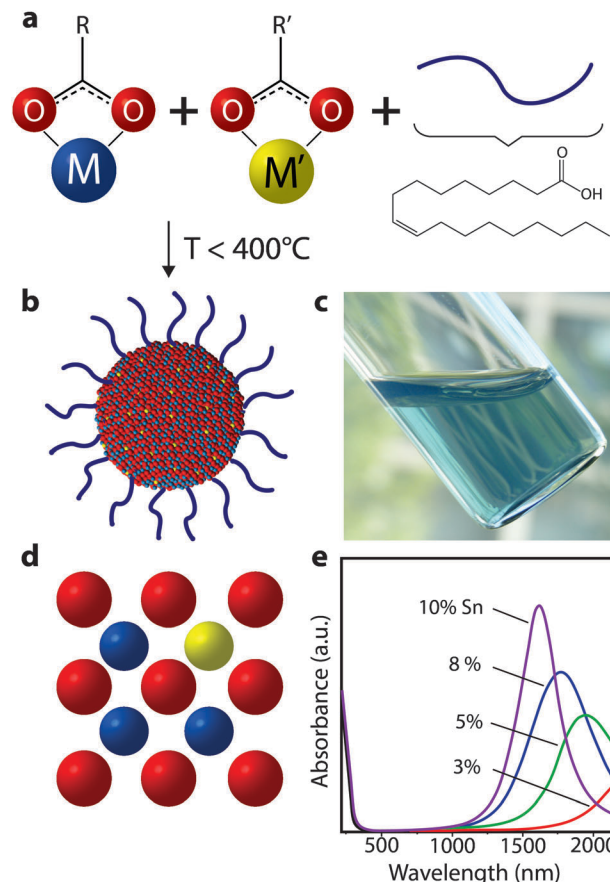 a
R
R′
O
O
+
O
O
+
M
M′
O
OH
T < 400°C
b
c
d
e
10% Sn
8 %
5%
3%
Absorbance (a.u.)
500
1000
1500
2000
Wavelength (nm)